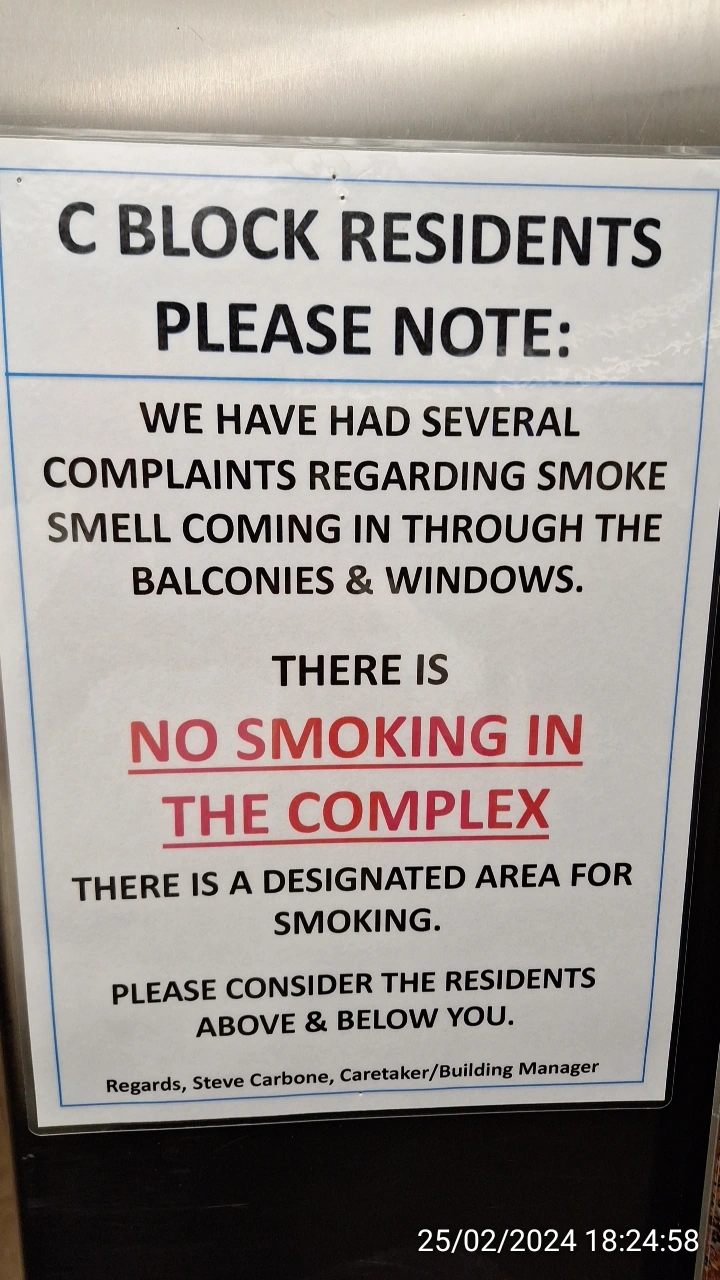 C BLOCK RESIDENTS
PLEASE NOTE:
WE HAVE HAD SEVERAL
COMPLAINTS REGARDING SMOKE
SMELL COMING IN THROUGH THE
BALCONIES & WINDOWS.
THERE IS
NO SMOKING IN
THE COMPLEX
THERE IS A DESIGNATED AREA FOR
SMOKING.
PLEASE CONSIDER THE RESIDENTS
ABOVE & BELOW YOU.
Regards, Steve Carbone, Caretaker/Building Manager
25/02/2024 18:24:58